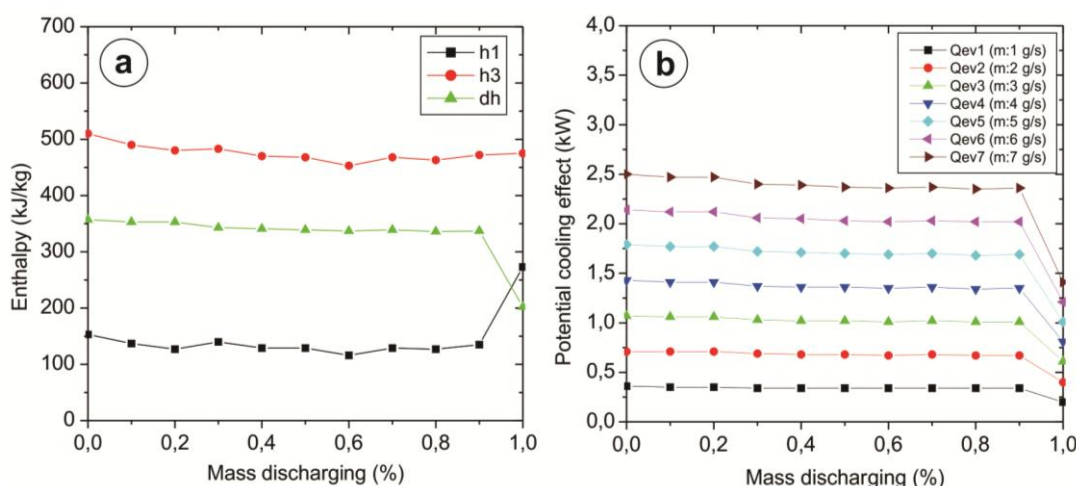 a
Enthalpy (kJ/kg)
700
600
500
400
300
200
100
0
0,0
0,2
0,4
0,6
0,8
1,0
Mass discharging (%)
h1
h3
dh
b
Potential cooling effect (kW)
4,0
3,5
3,0
2,5
2,0
1,5
1,0
0,5
0,0
0,0
0,2
0,4
0,6
0,8
1,0
Mass discharging (%)
Qev1 (m:1 g/s)
Qev2 (m:2 g/s)
Qev3 (m:3 g/s)
Qev4 (m:4 g/s)
Qev5 (m:5 g/s)
Qev6 (m:6 g/s)
Qev7 (m:7 g/s)